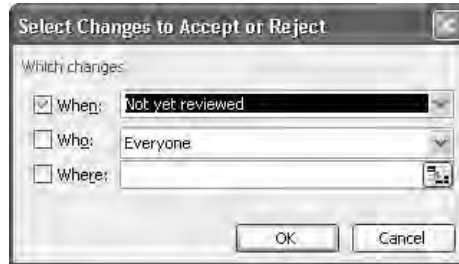 Select Changes to Accept or Reject
Which changes
When: Not yet reviewed
Who: Everyone
Where:
OK Cancel